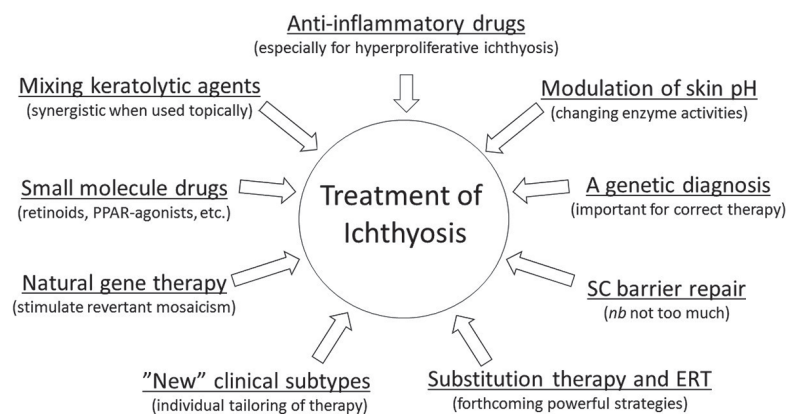 Anti-inflammatory drugs
(especially for hyperproliferative ichthyosis)
Mixing keratolytic agents
(synergistic when used topically)
Modulation of skin pH
(changing enzyme activities)
Small molecule drugs
(retinoids, PPAR-agonists, etc.)
Treatment of
Ichthyosis
A genetic diagnosis
(important for correct therapy)
Natural gene therapy
(stimulate revertant mosaicism)
SC barrier repair
(nb not too much)
”New” clinical subtypes
(individual tailoring of therapy)
Substitution therapy and ERT
(forthcoming powerful strategies)